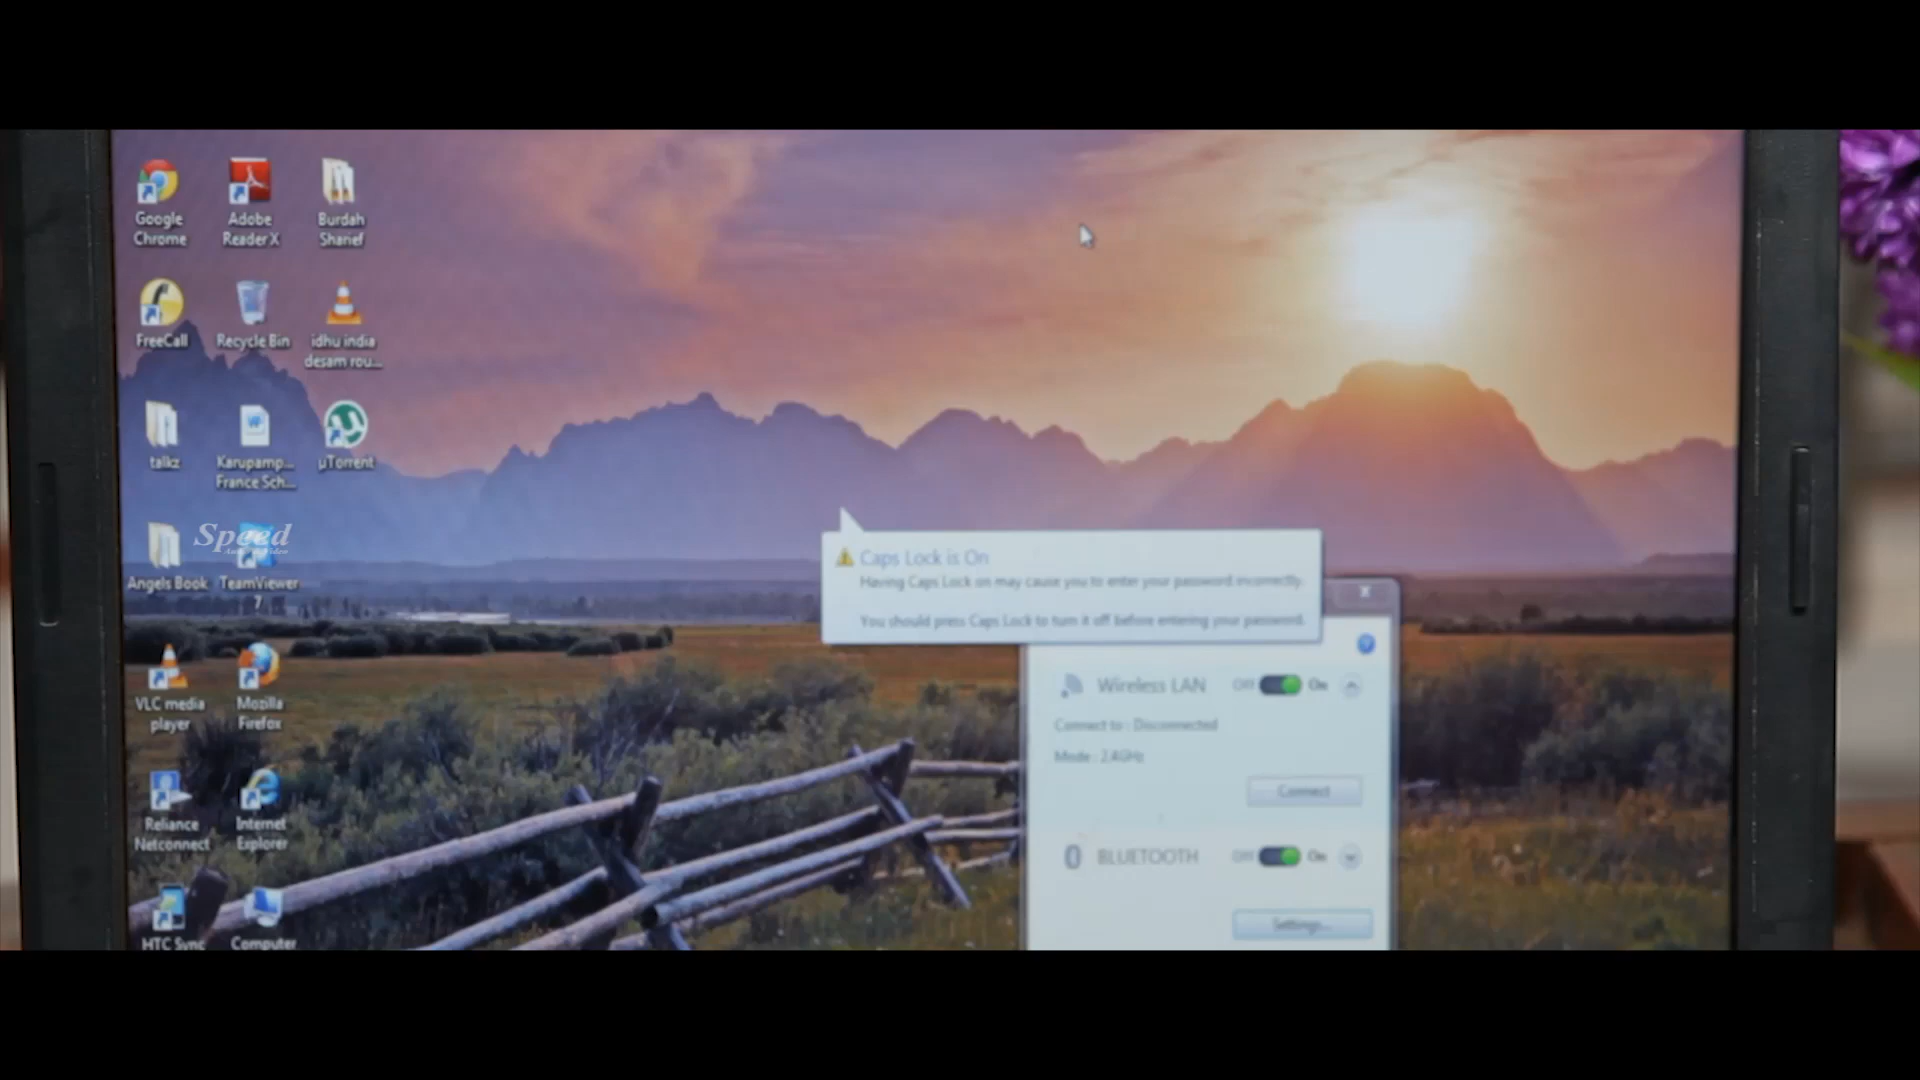 Google
Chrome
Adobe
Reader X
Burdah
Sharief
FreeCall
Recycle Bin
idhu india
desam rou...
talkz
Karupamp...
France Sch...
µTorrent
Speed
Audio & Video
Angels Book
TeamViewer
7
VLC media
player
Mozilla
Firefox
Reliance
Netconnect
Internet
Explorer
HTC Sync
Computer
Caps Lock is On
Having Caps Lock on may cause you to enter your password incorrectly.
You should press Caps Lock to turn it off before entering your password.
x
Wireless LAN
Off
On
Connect to : Disconnected
Mode : 2.4GHz
Connect
BLUETOOTH
Off
On
Settings...